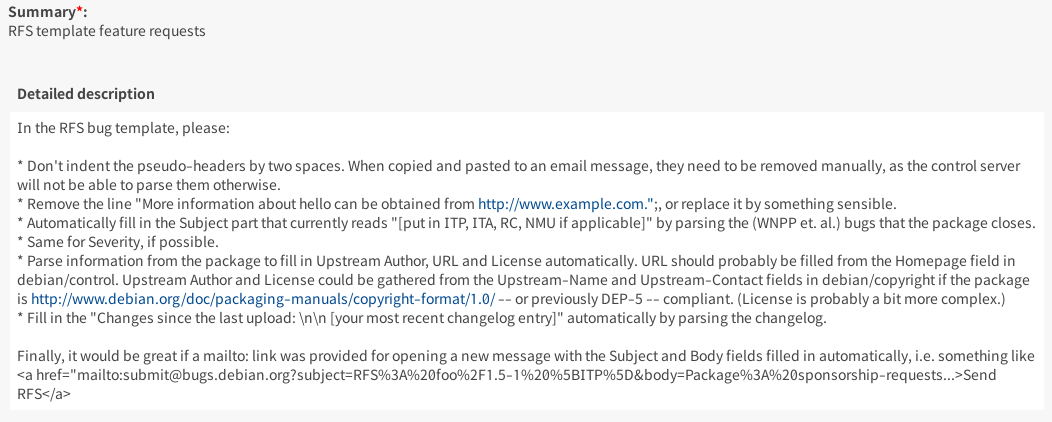 Summary*:
RFS template feature requests
Detailed description
In the RFS bug template, please:
* Don't indent the pseudo-headers by two spaces. When copied and pasted to an email message, they need to be removed manually, as the control server
will not be able to parse them otherwise.
* Remove the line "More information about hello can be obtained from http://www.example.com.";, or replace it by something sensible.
* Automatically fill in the Subject part that currently reads "[put in ITP, ITA, RC, NMU if applicable]" by parsing the (WNPP et. al.) bugs that the package closes.
* Same for Severity, if possible.
* Parse information from the package to fill in Upstream Author, URL and License automatically. URL should probably be filled from the Homepage field in
debian/control. Upstream Author and License could be gathered from the Upstream-Name and Upstream-Contact fields in debian/copyright if the package
is http://www.debian.org/doc/packaging-manuals/copyright-format/1.0/ -- or previously DEP-5 -- compliant. (License is probably a bit more complex.)
* Fill in the "Changes since the last upload: \n\n [your most recent changelog entry]" automatically by parsing the changelog.
Finally, it would be great if a mailto: link was provided for opening a new message with the Subject and Body fields filled in automatically, i.e. something like
<a href="mailto:submit@bugs.debian.org?subject=RFS%3A%20foo%2F1.5-1%20%5BITP%5D&body=Package%3A%20sponsorship-requests...>Send
RFS</a>